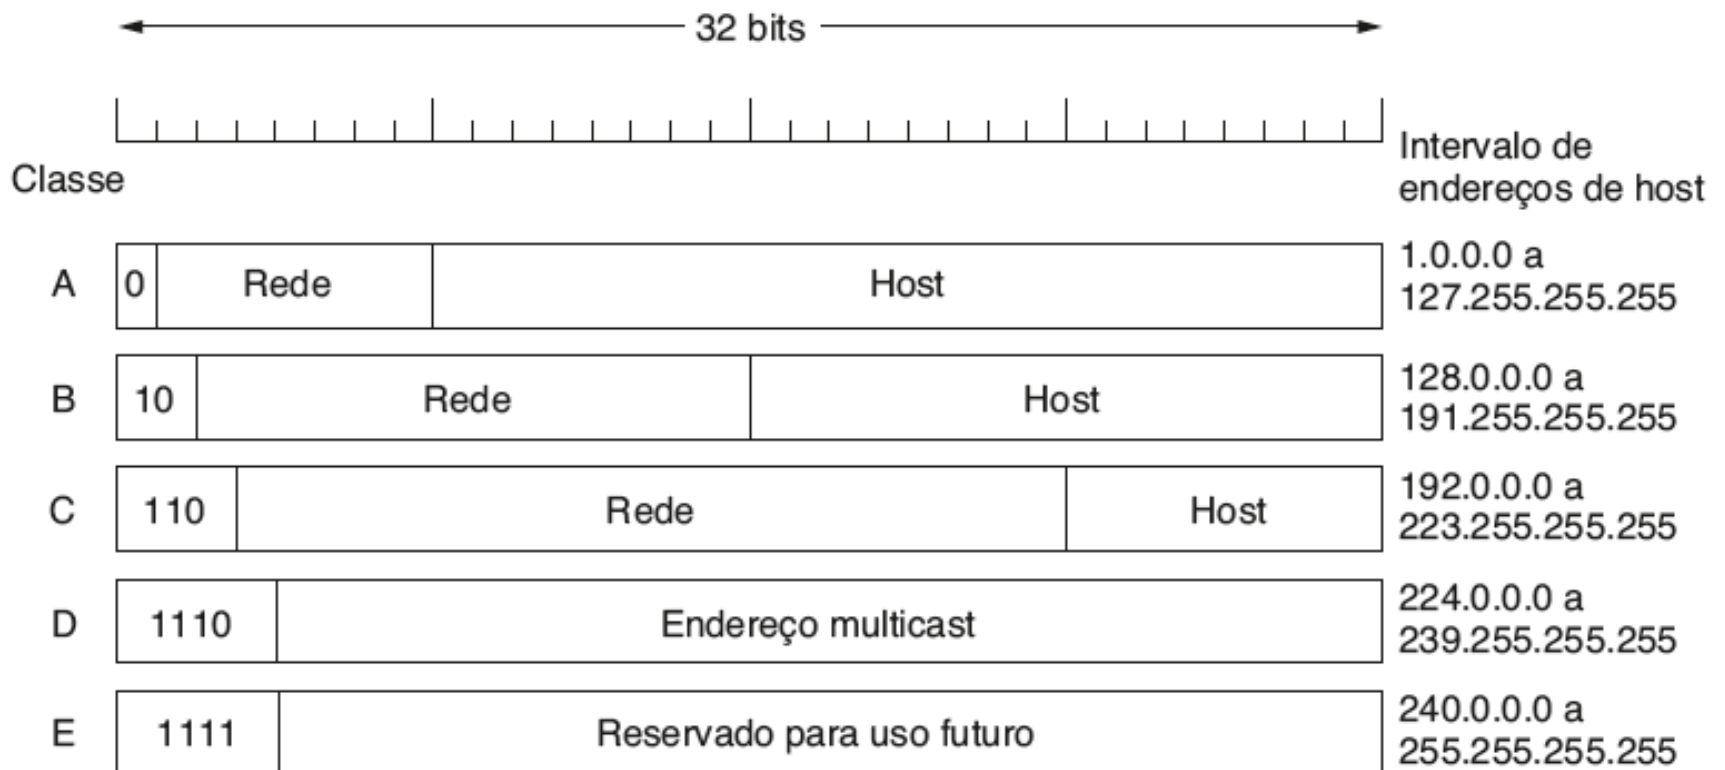 32 bits
Intervalo de
Classe
endereços de host
A 0 Rede Host 1.0.0.0 a
127.255.255.255
B 10 Rede Host 128.0.0.0 a
191.255.255.255
C 110 Rede Host 192.0.0.0 a
223.255.255.255
D 1110 Endereço multicast 224.0.0.0 a
239.255.255.255
E 1111 Reservado para uso futuro 240.0.0.0 a
255.255.255.255